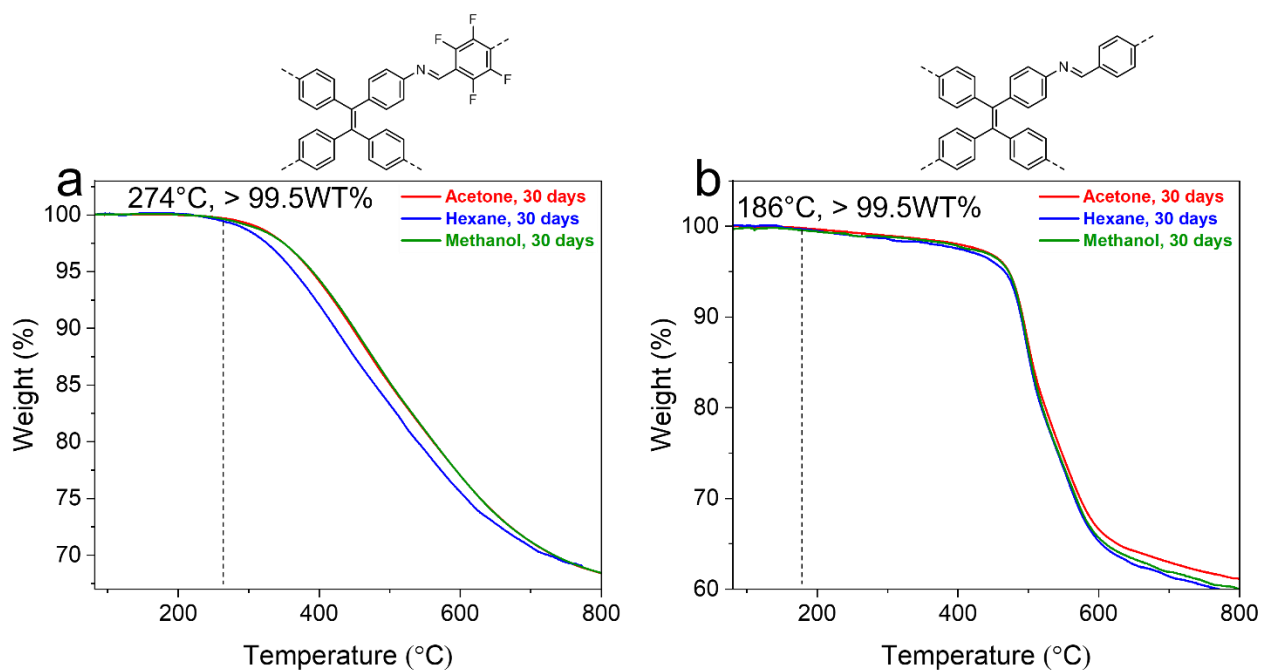 F
F
F
F
N
N
a
274°C, > 99.5WT%
Acetone, 30 days
Hexane, 30 days
Methanol, 30 days
100
95
90
85
80
75
70
Weight (%)
200
400
600
800
Temperature (°C)
b
186°C, > 99.5WT%
Acetone, 30 days
Hexane, 30 days
Methanol, 30 days
100
90
80
70
60
Weight (%)
200
400
600
800
Temperature (°C)